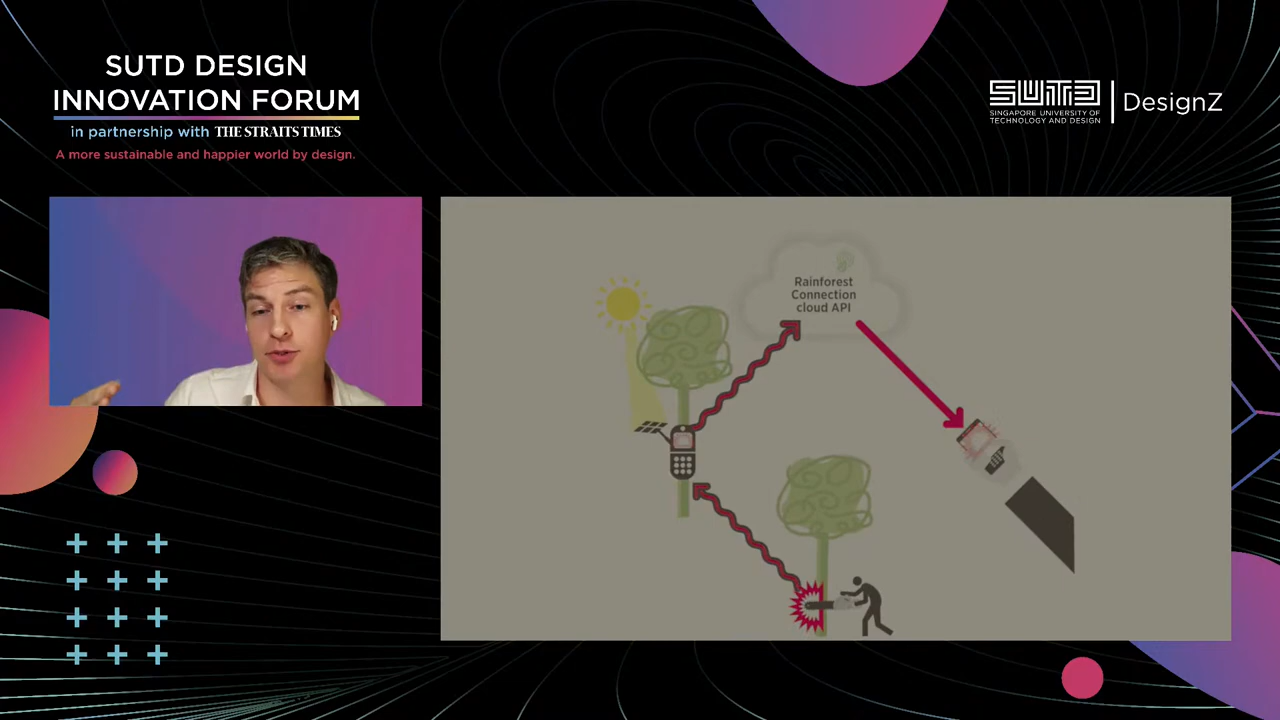 SUTD DESIGN
INNOVATION FORUM
in partnership with THE STRAITS TIMES
A more sustainable and happier world by design.
SUTD
SINGAPORE UNIVERSITY OF
TECHNOLOGY AND DESIGN
DesignZ
Rainforest
Connection
cloud API